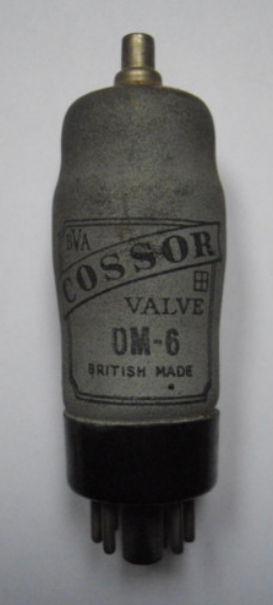 BVA
COSSOR
VALVE
OM-6
BRITISH MADE